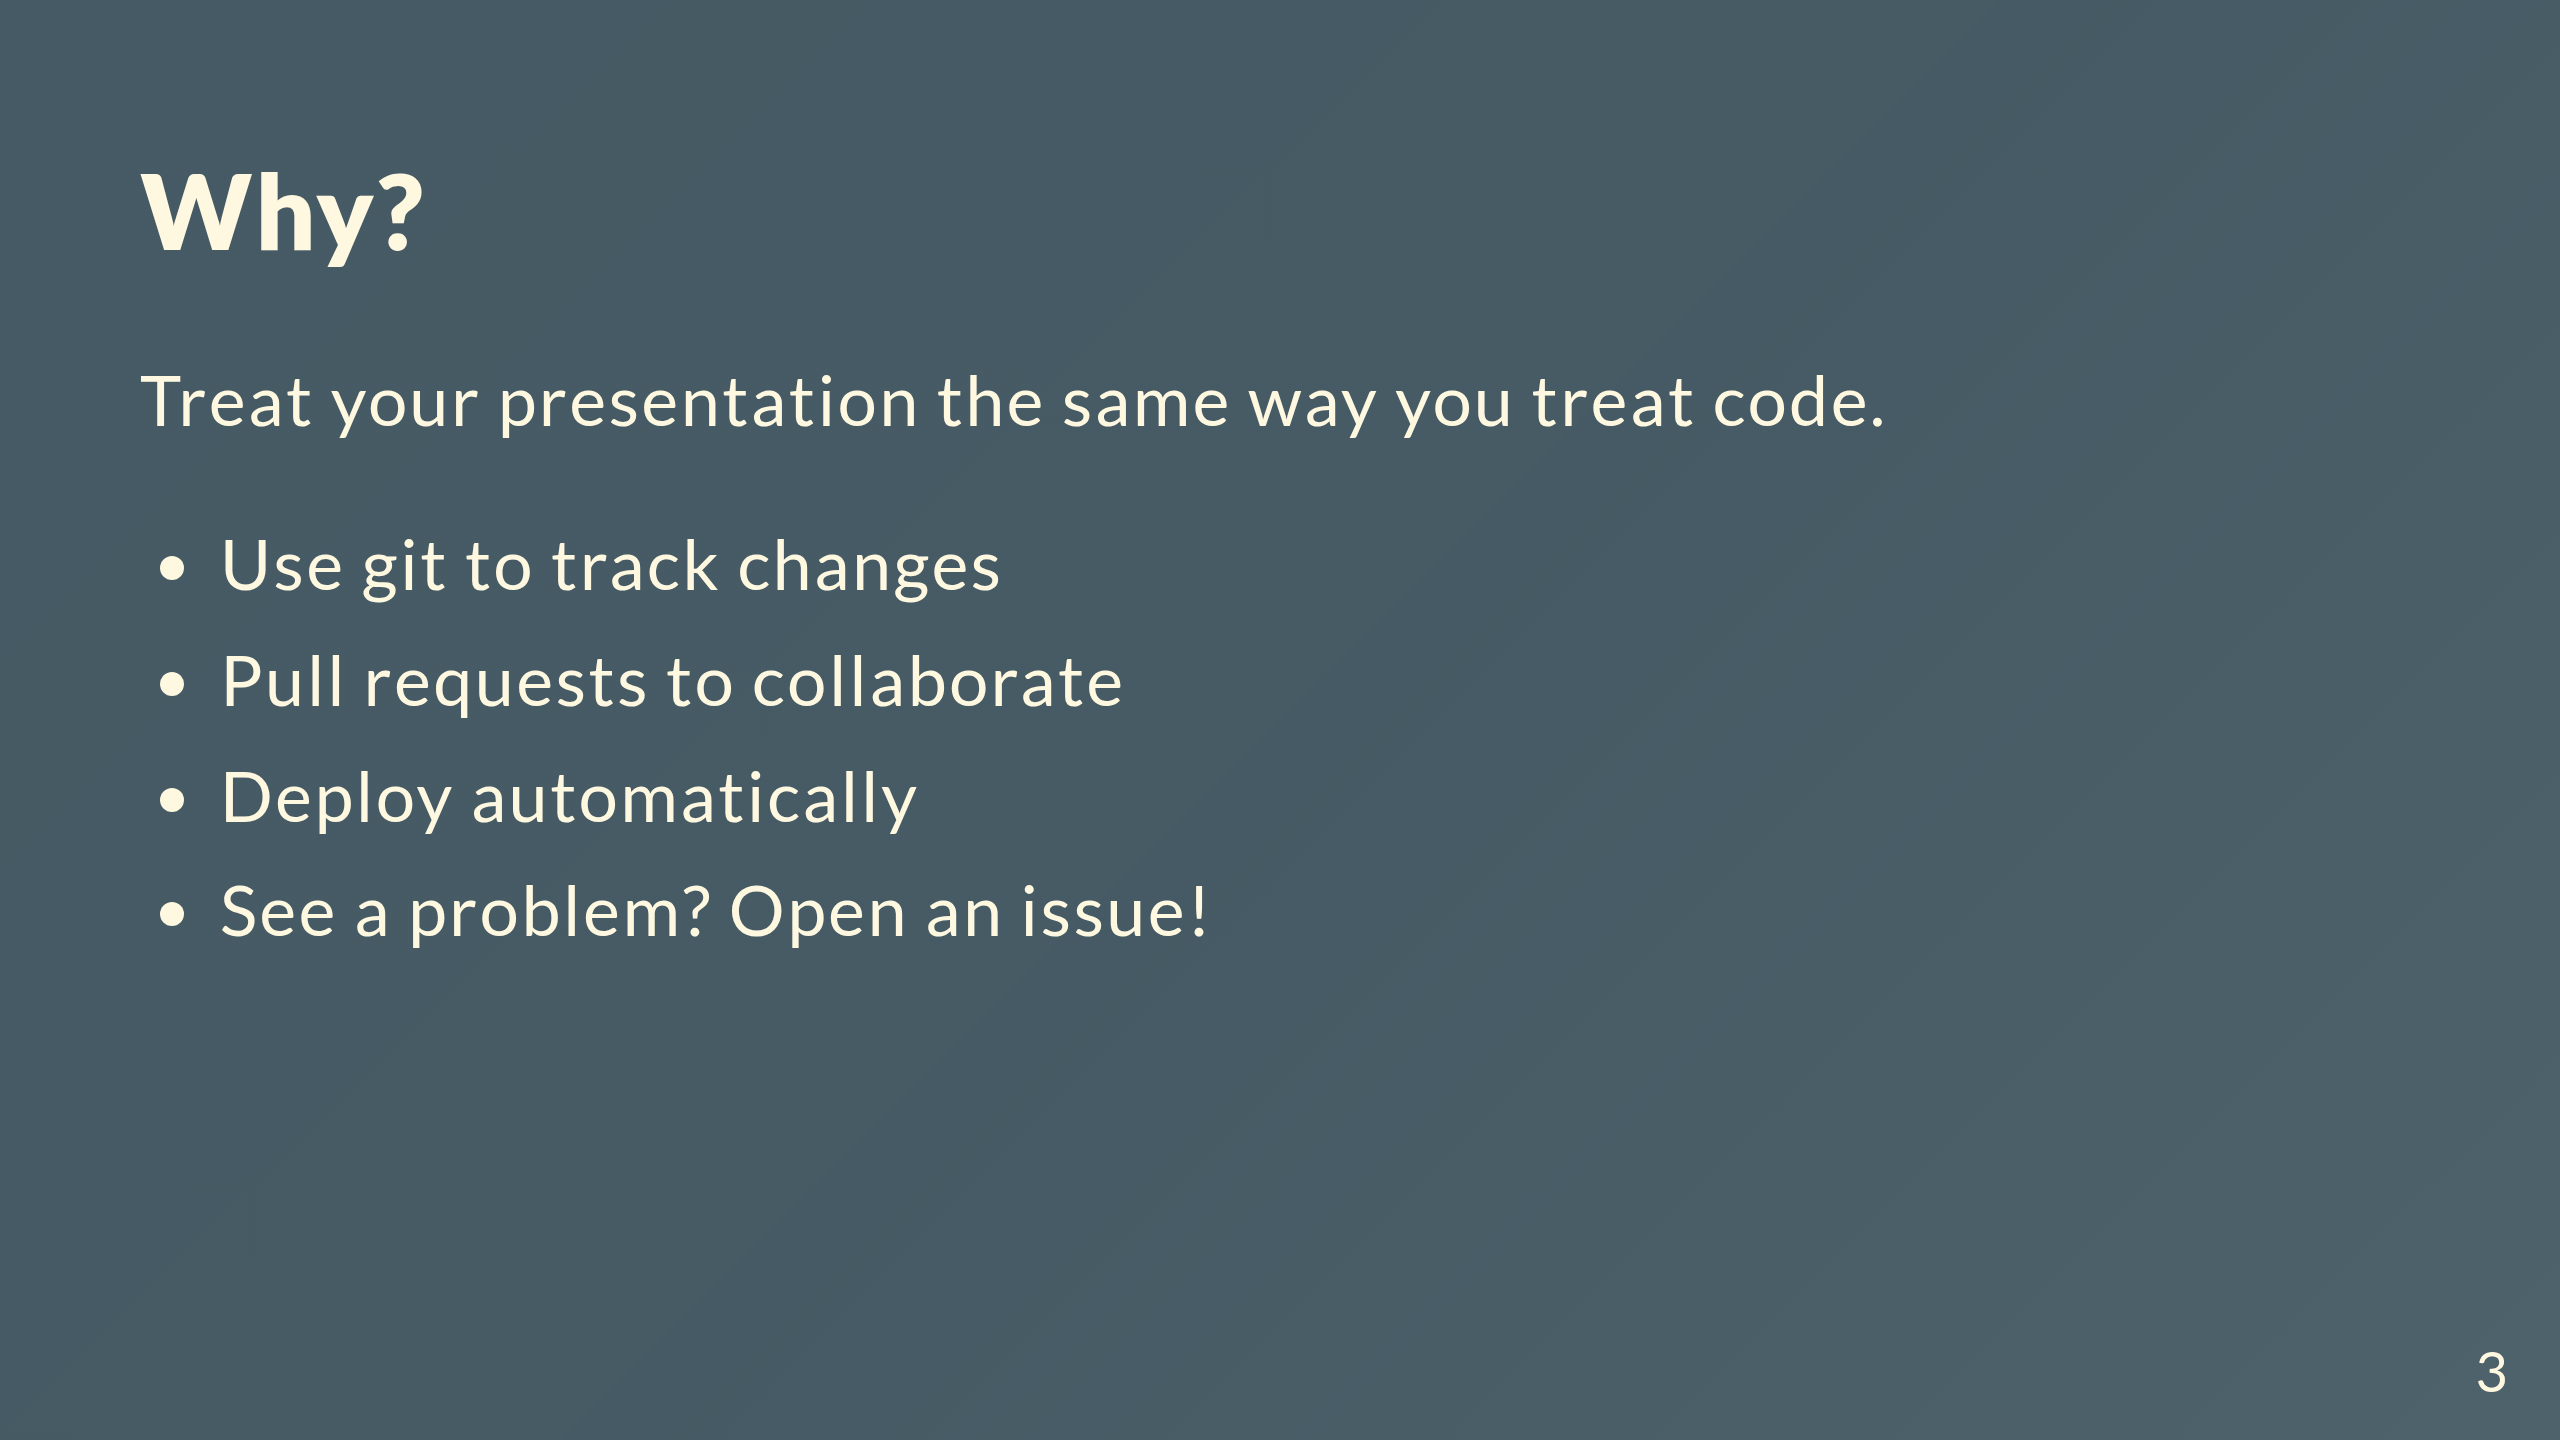 Why?
Treat your presentation the same way you treat code.
• Use git to track changes
• Pull requests to collaborate
• Deploy automatically
• See a problem? Open an issue!
3